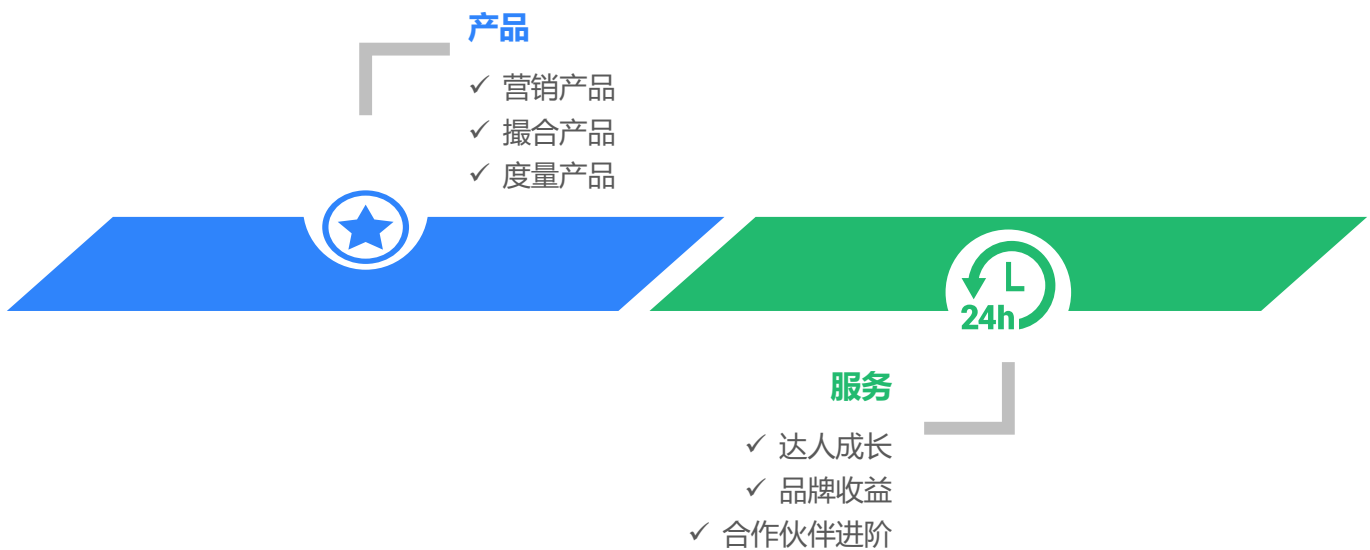 产品
✓ 营销产品
✓ 撮合产品
✓ 度量产品
24h
服务
✓ 达人成长
✓ 品牌收益
✓ 合作伙伴进阶